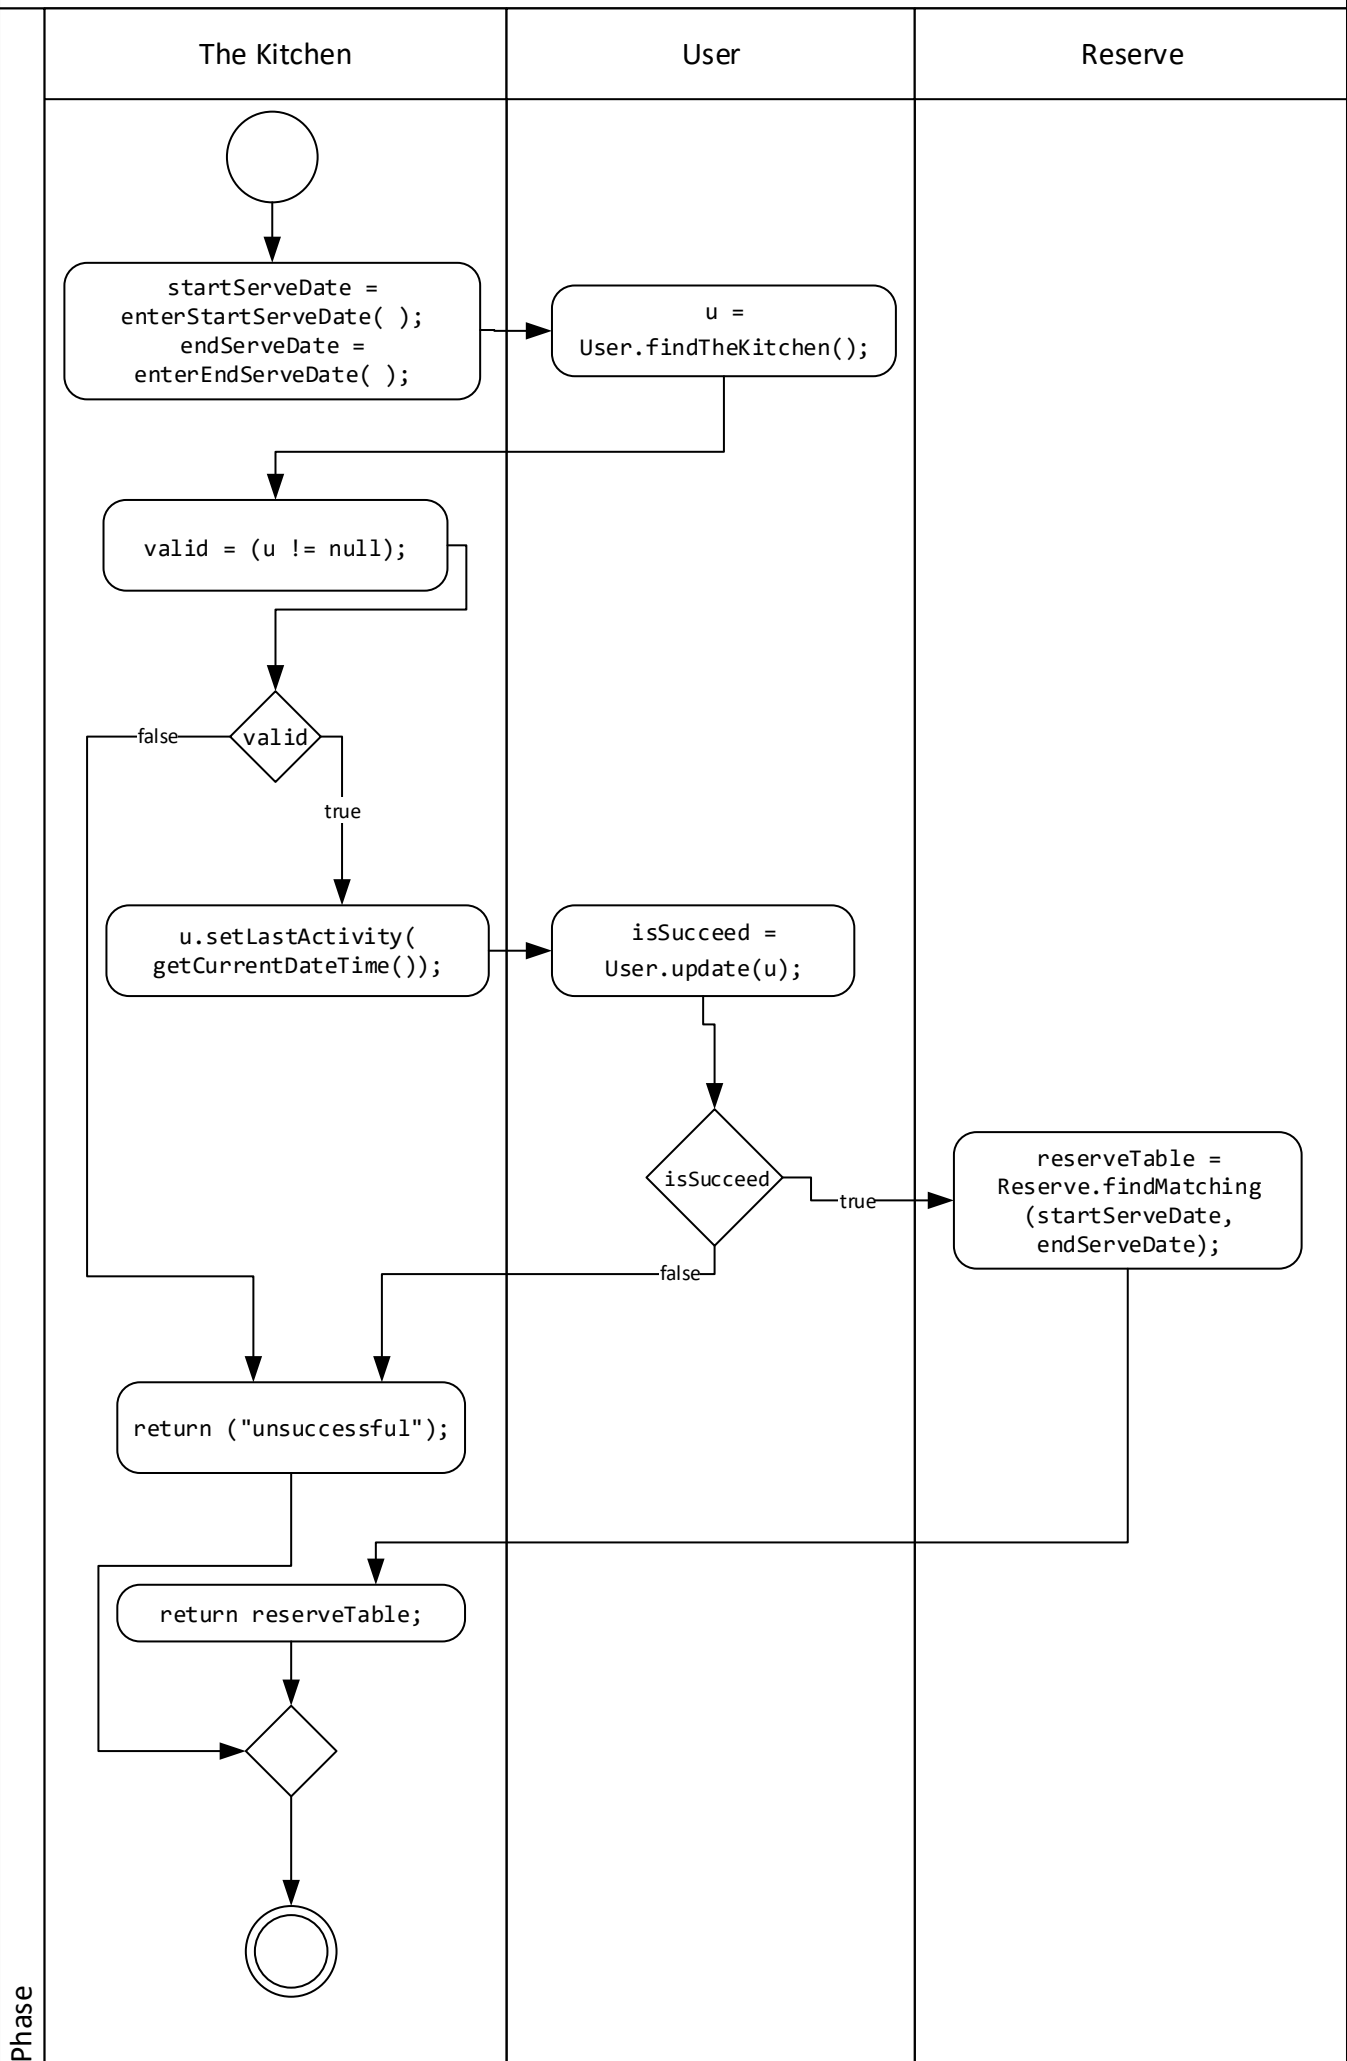 The Kitchen
User
Reserve
startServeDate =
enterStartServeDate( );
endServeDate =
enterEndServeDate( );
u =
User.findTheKitchen();
valid = (u != null);
false
valid
true
u.setLastActivity(
getCurrentDateTime());
isSucceed =
User.update(u);
isSucceed
true
reserveTable =
Reserve.findMatching
(startServeDate,
endServeDate);
false
return ("unsuccessful");
return reserveTable;
Phase